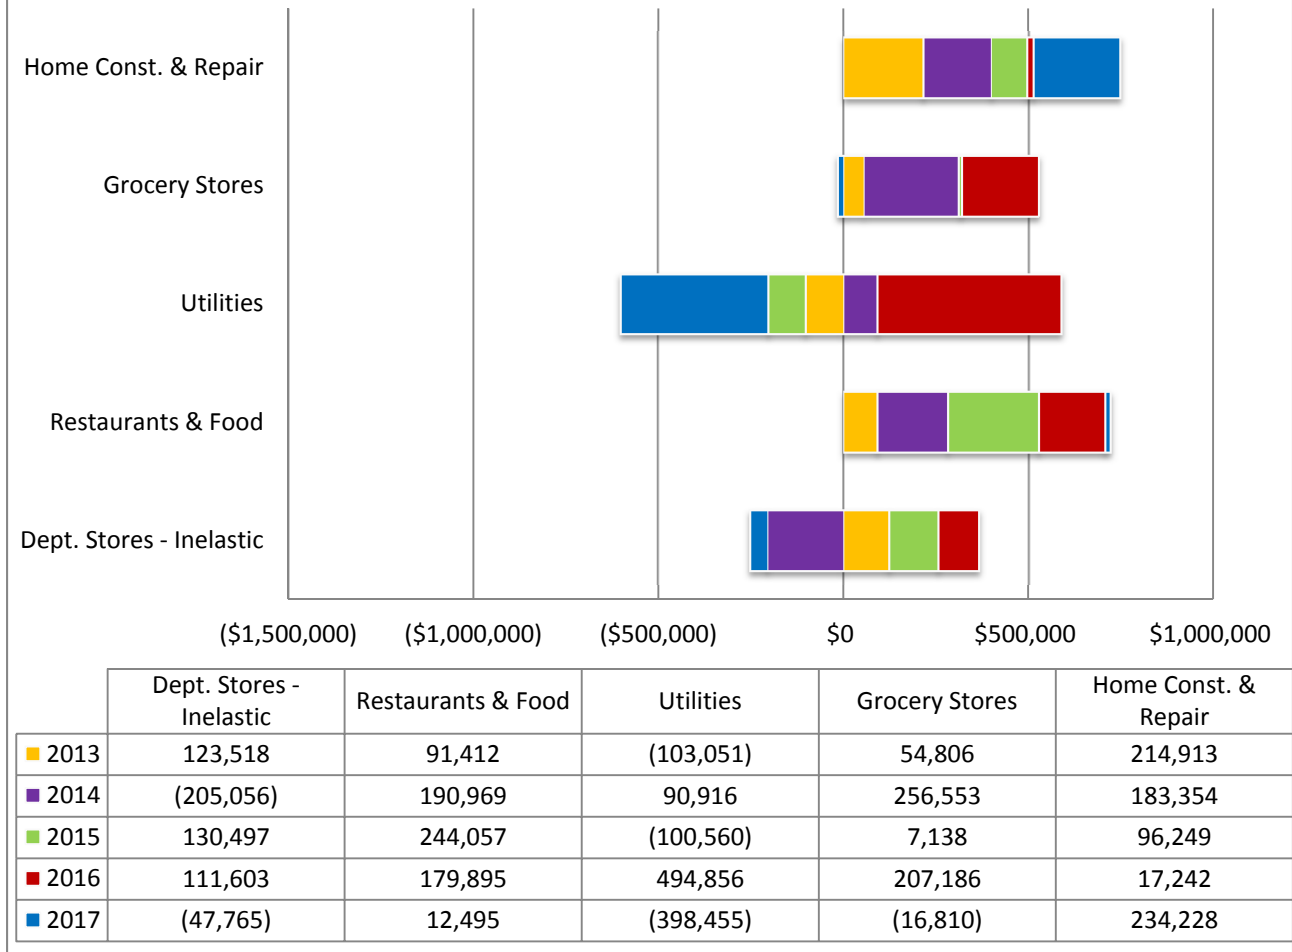 Home Const. & Repair
Grocery Stores
Utilities
Restaurants & Food
Dept. Stores - Inelastic
($1,500,000) ($1,000,000) ($500,000) $0 $500,000 $1,000,000
Dept. Stores - Inelastic Restaurants & Food Utilities Grocery Stores Home Const. & Repair
2013 123,518 91,412 (103,051) 54,806 214,913
2014 (205,056) 190,969 90,916 256,553 183,354
2015 130,497 244,057 (100,560) 7,138 96,249
2016 111,603 179,895 494,856 207,186 17,242
2017 (47,765) 12,495 (398,455) (16,810) 234,228